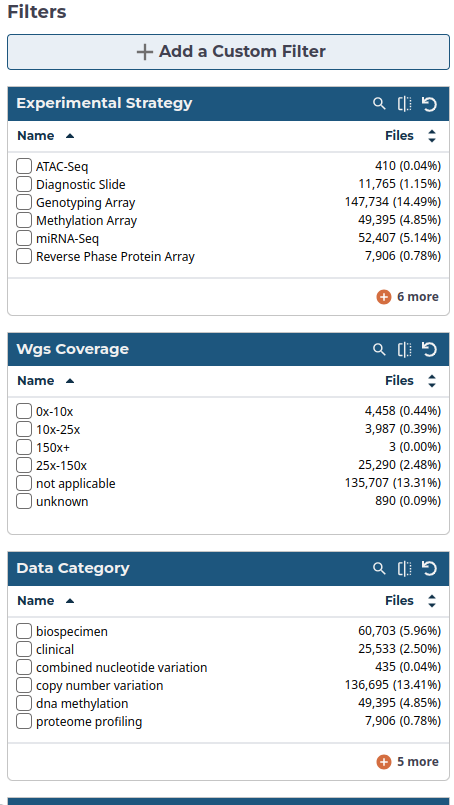 Filters
Add a Custom Filter
Experimental Strategy
Name Files
ATAC-Seq 410 (0.04%)
Diagnostic Slide 11,765 (1.15%)
Genotyping Array 147,734 (14.49%)
Methylation Array 49,395 (4.85%)
miRNA-Seq 52,407 (5.14%)
Reverse Phase Protein Array 7,906 (0.78%)
6 more
Wgs Coverage
Name Files
0x-10x 4,458 (0.44%)
10x-25x 3,987 (0.39%)
150x+ 3 (0.00%)
25x-150x 25,290 (2.48%)
not applicable 135,707 (13.31%)
unknown 890 (0.09%)
Data Category
Name Files
biospecimen 60,703 (5.96%)
clinical 25,533 (2.50%)
combined nucleotide variation 435 (0.04%)
copy number variation 136,695 (13.41%)
dna methylation 49,395 (4.85%)
proteome profiling 7,906 (0.78%)
5 more